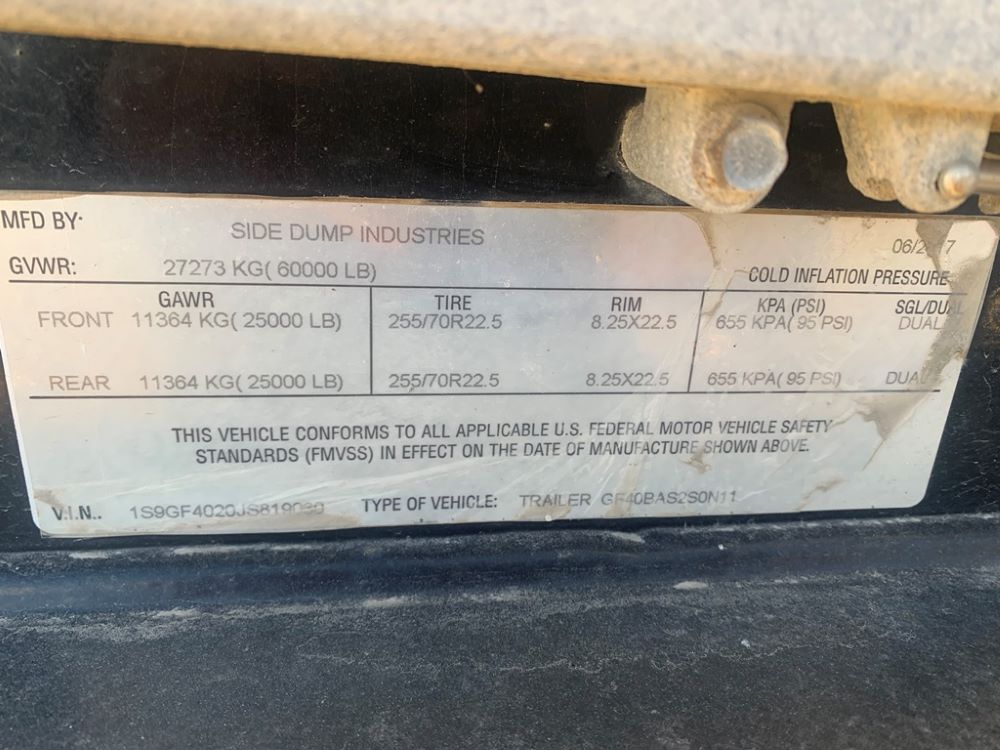 MFD BY: SIDE DUMP INDUSTRIES
GVWR: 27273 KG( 60000 LB)
COLD INFLATION PRESSURE
GAWR TIRE RIM KPA (PSI) SGL/DUAL
FRONT 11364 KG( 25000 LB) 255/70R22.5 8.25X22.5 655 KPA( 95 PSI) DUAL
REAR 11364 KG( 25000 LB) 255/70R22.5 8.25X22.5 655 KPA( 95 PSI) DUAL
THIS VEHICLE CONFORMS TO ALL APPLICABLE U.S. FEDERAL MOTOR VEHICLE SAFETY
STANDARDS (FMVSS) IN EFFECT ON THE DATE OF MANUFACTURE SHOWN ABOVE.
V.I.N.. TYPE OF VEHICLE: TRAILER GF40BAS2S0N11